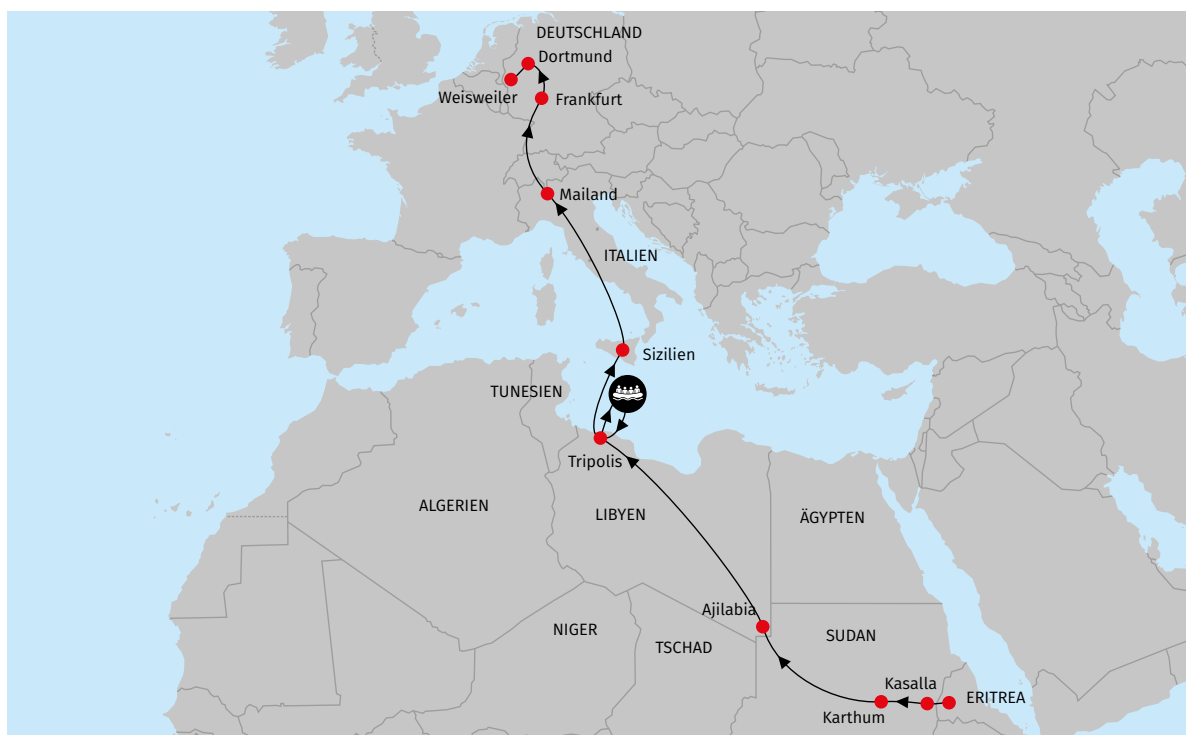 DEUTSCHLAND
Dortmund
Weisweiler
Frankfurt
Mailand
ITALIEN
Sizilien
TUNESIEN
Tripolis
ALGERIEN
LIBYEN
ÄGYPTEN
Ajilabia
NIGER
TSCHAD
SUDAN
Kasalla
ERITREA
Karthum